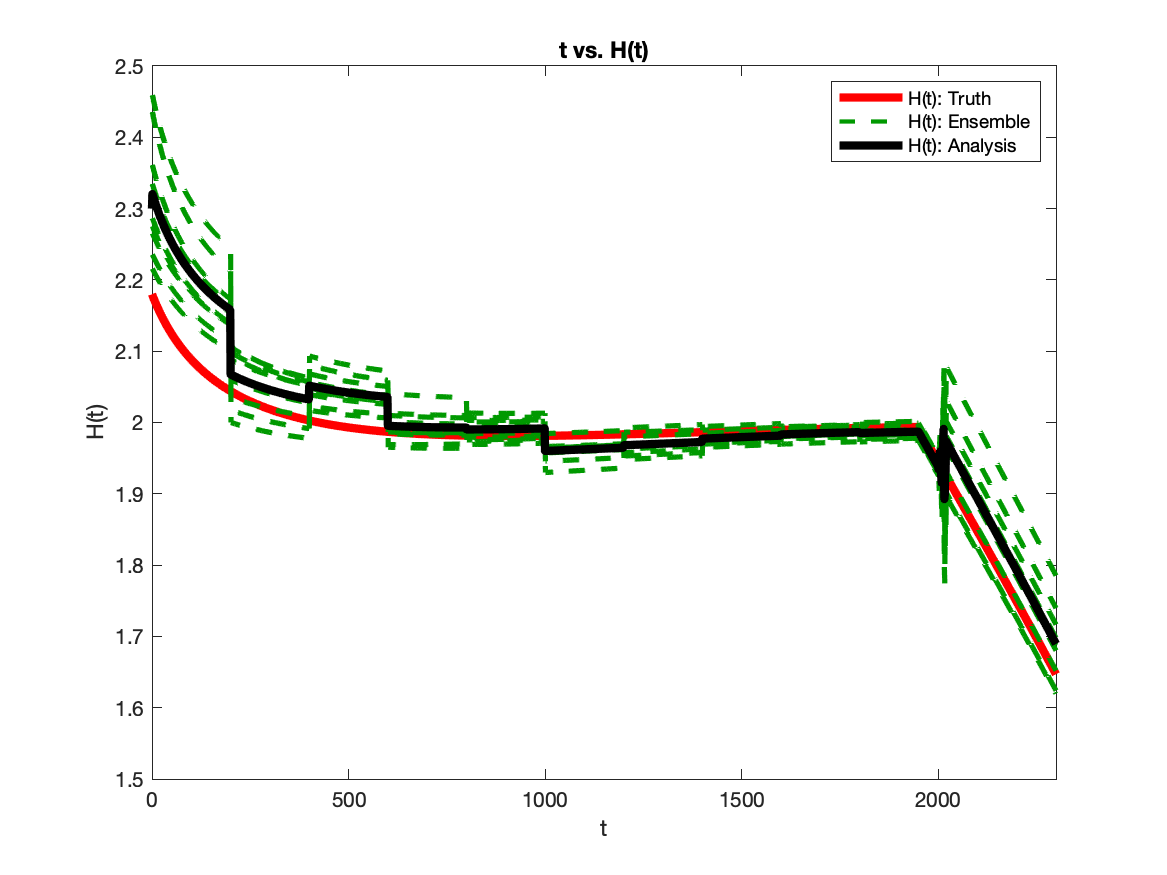 t vs. H(t)
2.5
2.4
2.3
2.2
2.1
2
1.9
1.8
1.7
1.6
1.5
H(t)
H(t): Truth
H(t): Ensemble
H(t): Analysis
0 500 1000 1500 2000
t